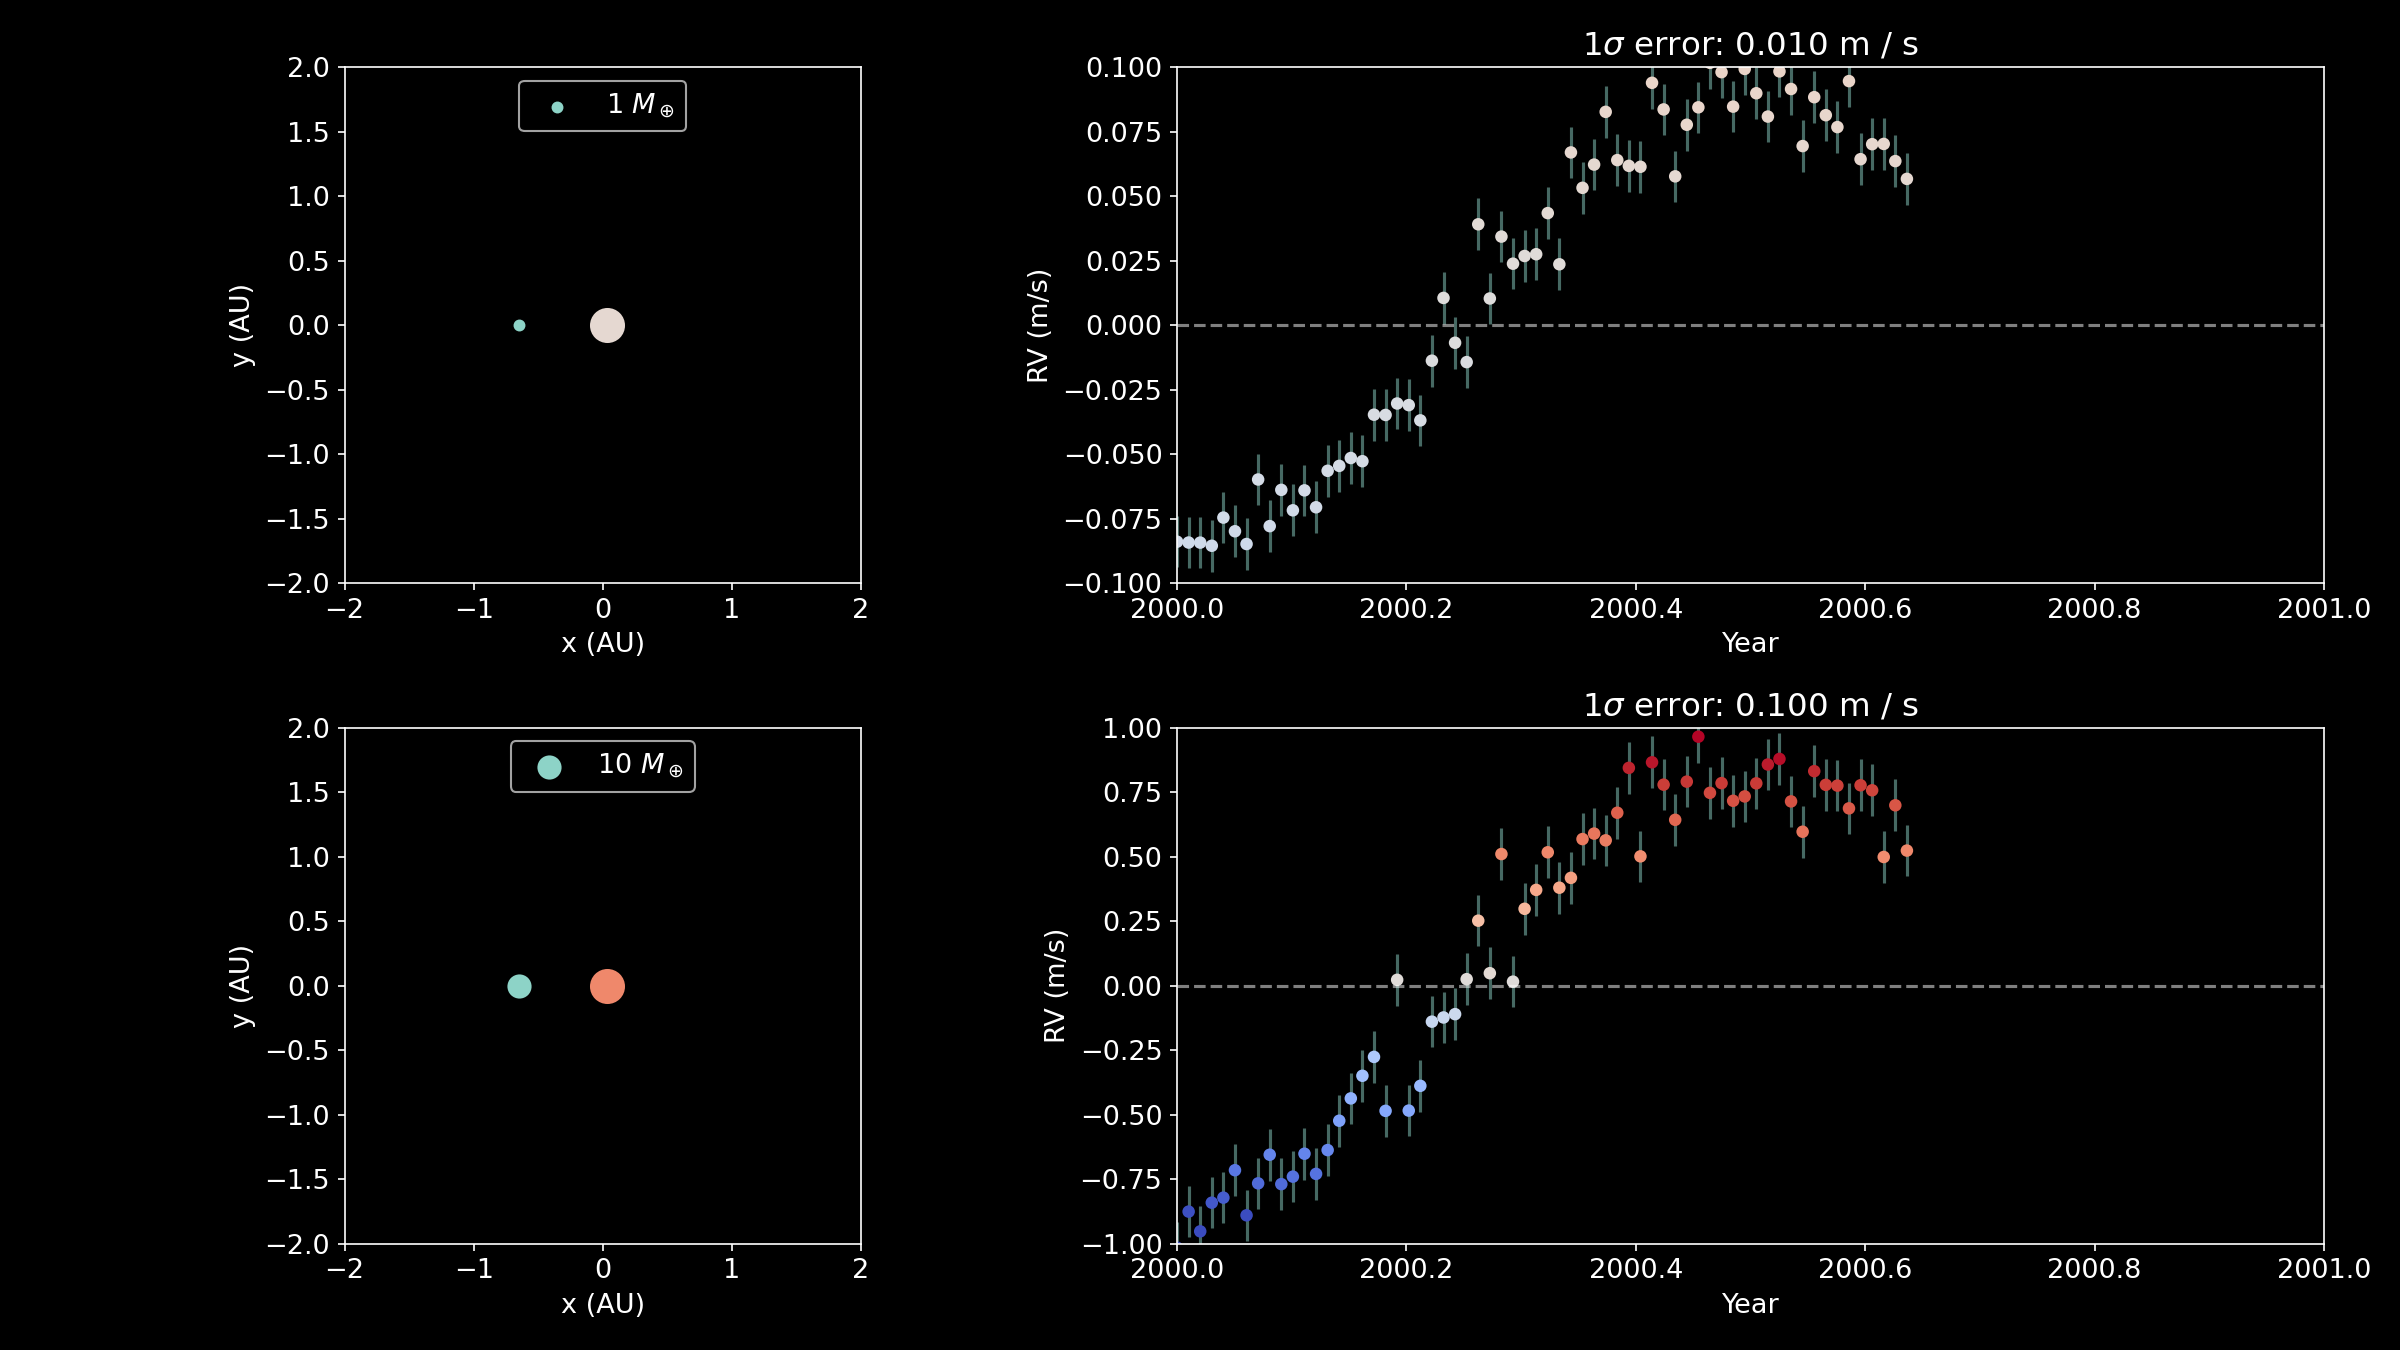 1 M⊕
2.0
1.5
1.0
0.5
0.0
−0.5
−1.0
−1.5
−2.0
y (AU)
−2 −1 0 1 2
x (AU)
1σ error: 0.010 m / s
0.100
0.075
0.050
0.025
0.000
−0.025
−0.050
−0.075
−0.100
RV (m/s)
2000.0 2000.2 2000.4 2000.6 2000.8 2001.0
Year
10 M⊕
2.0
1.5
1.0
0.5
0.0
−0.5
−1.0
−1.5
−2.0
y (AU)
−2 −1 0 1 2
x (AU)
1σ error: 0.100 m / s
1.00
0.75
0.50
0.25
0.00
−0.25
−0.50
−0.75
−1.00
RV (m/s)
2000.0 2000.2 2000.4 2000.6 2000.8 2001.0
Year